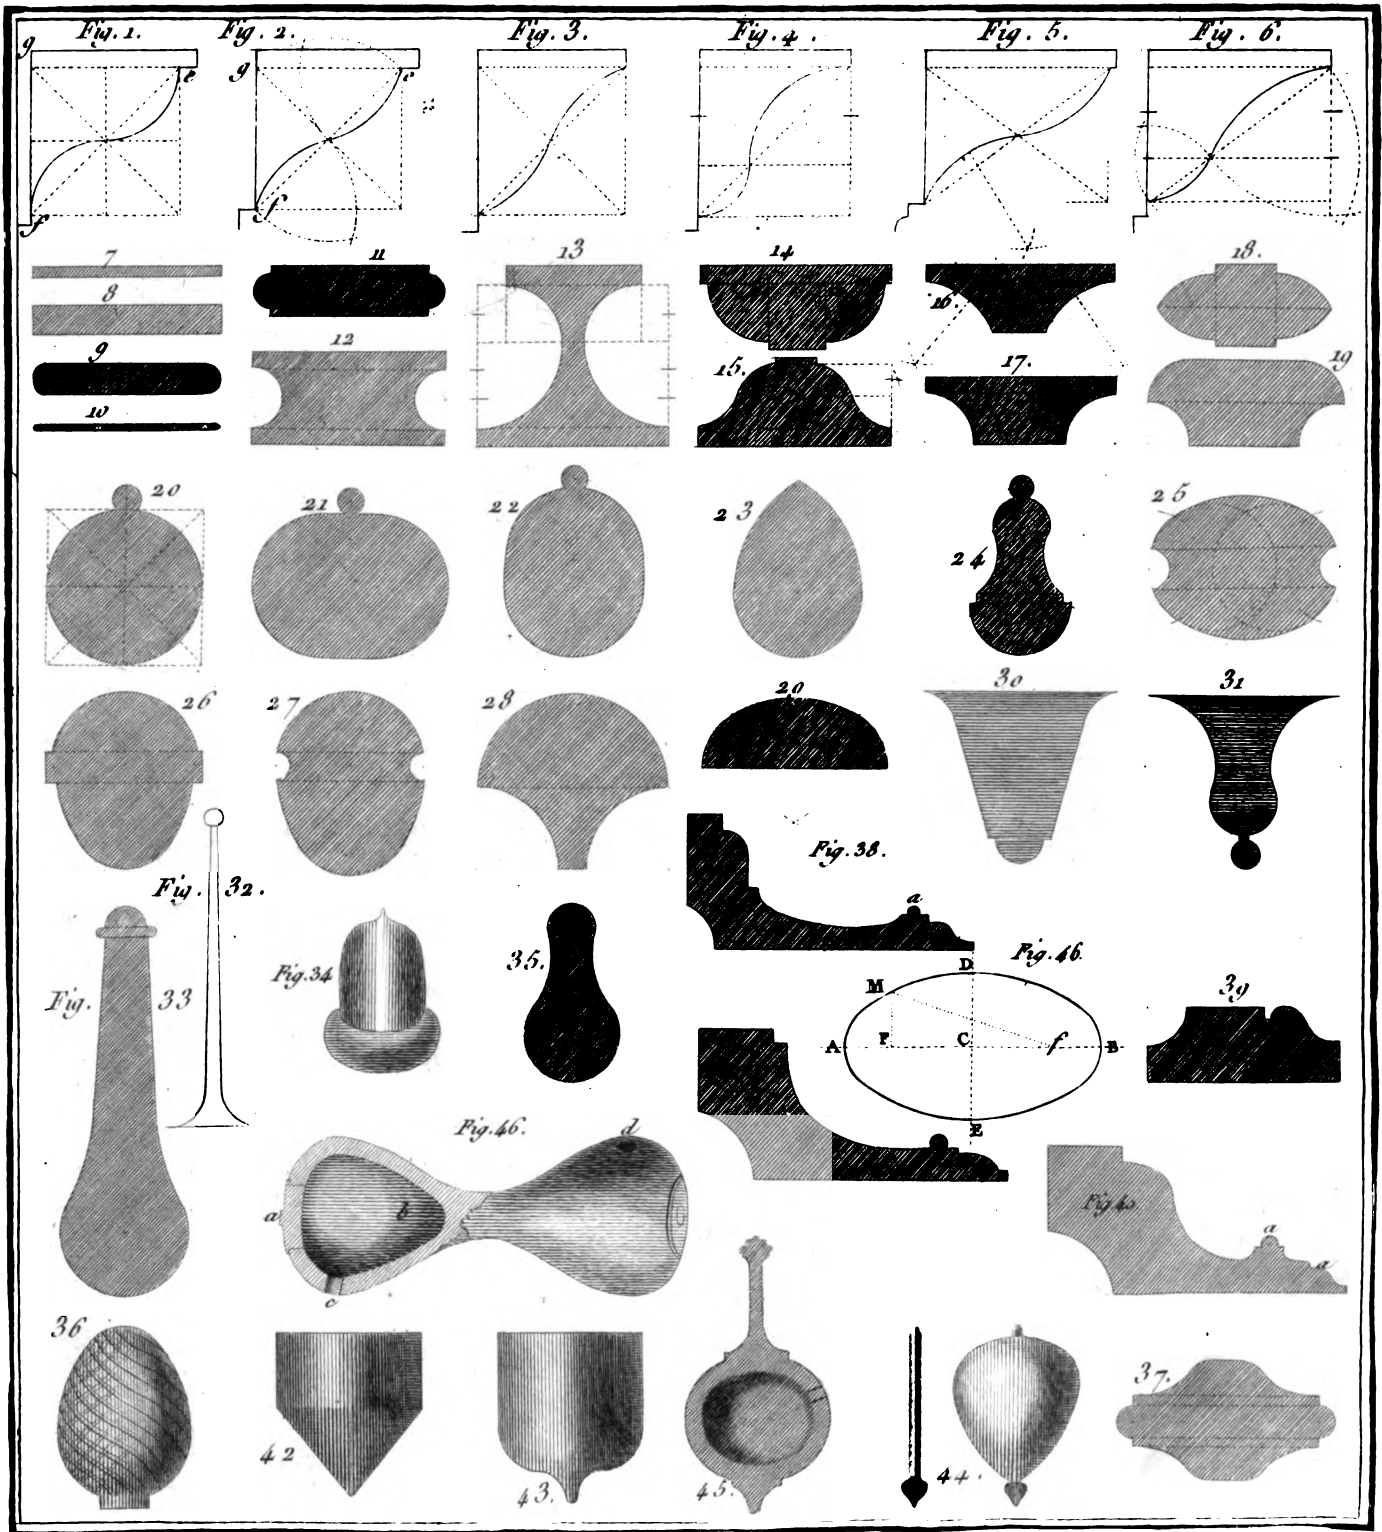 Fig. 1.
Fig. 2.
Fig. 3.
Fig. 4.
Fig. 5.
Fig. 6.
g
e
f
g
c
f
7
8
9
10
11
12
13
14
15.
16.
17.
18.
19
20
21
22
23
24
25
26
27
28
20
30
31
Fig. 32.
Fig. 33
Fig. 34
35.
Fig. 38.
a
Fig. 46.
D
M
A
P
C
f
B
E
39
Fig. 46.
a
b
c
d
Fig. 40.
a
a
36
42
43.
45.
44.
37.